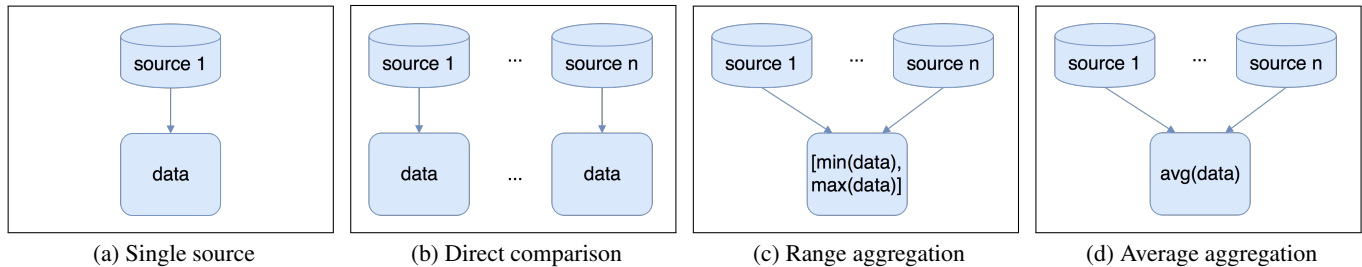 source 1
data
(a) Single source
source 1 ... source n
data ... data
(b) Direct comparison
source 1 ... source n
[min(data),
max(data)]
(c) Range aggregation
source 1 ... source n
avg(data)
(d) Average aggregation